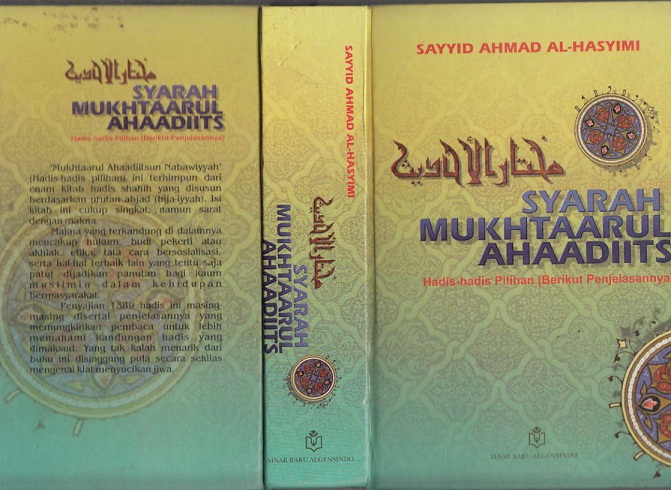 مختار الأحاديث
SYARAH
MUKHTAARUL
AHAADIITS
Hadis-hadis Pilihan (Berikut Penjelasannya)
'Mukhtaarul Ahaadiitsun Nabawiyyah'
(Hadis-hadis pilihan) ini terhimpun dari
enam kitab hadis shahih yang disusun
berdasarkan urutan abjad (hija-iyyah). Isi
kitab ini cukup singkat, namun sarat
dengan makna.
Makna yang terkandung di dalamnya
mencakup hukum, budi pekerti atau
akhlak, etika, tata cara bersosialisasi,
serta hal-hal terbaik lain yang tentu saja
patut dijadikan panutan bagi kaum
muslimin dalam kehidupan
bermasyarakat.
Penyajian 1389 hadis ini masing-
masing disertai penjelasannya yang
memungkinkan pembaca untuk lebih
memahami kandungan hadis yang
dimaksud. Yang tak kalah menarik dari
buku ini disinggung pula secara sekilas
mengenai kiat menyucikan jiwa.
SAYYID AHMAD AL-HASYIMI
مختار الأحاديث
SYARAH
MUKHTAARUL
AHAADIITS
SINAR BARU ALGENSINDO
SAYYID AHMAD AL-HASYIMI
مختار الأحاديث
SYARAH
MUKHTAARUL
AHAADIITS
Hadis-hadis Pilihan (Berikut Penjelasannya
SINAR BARU ALGENSINDO